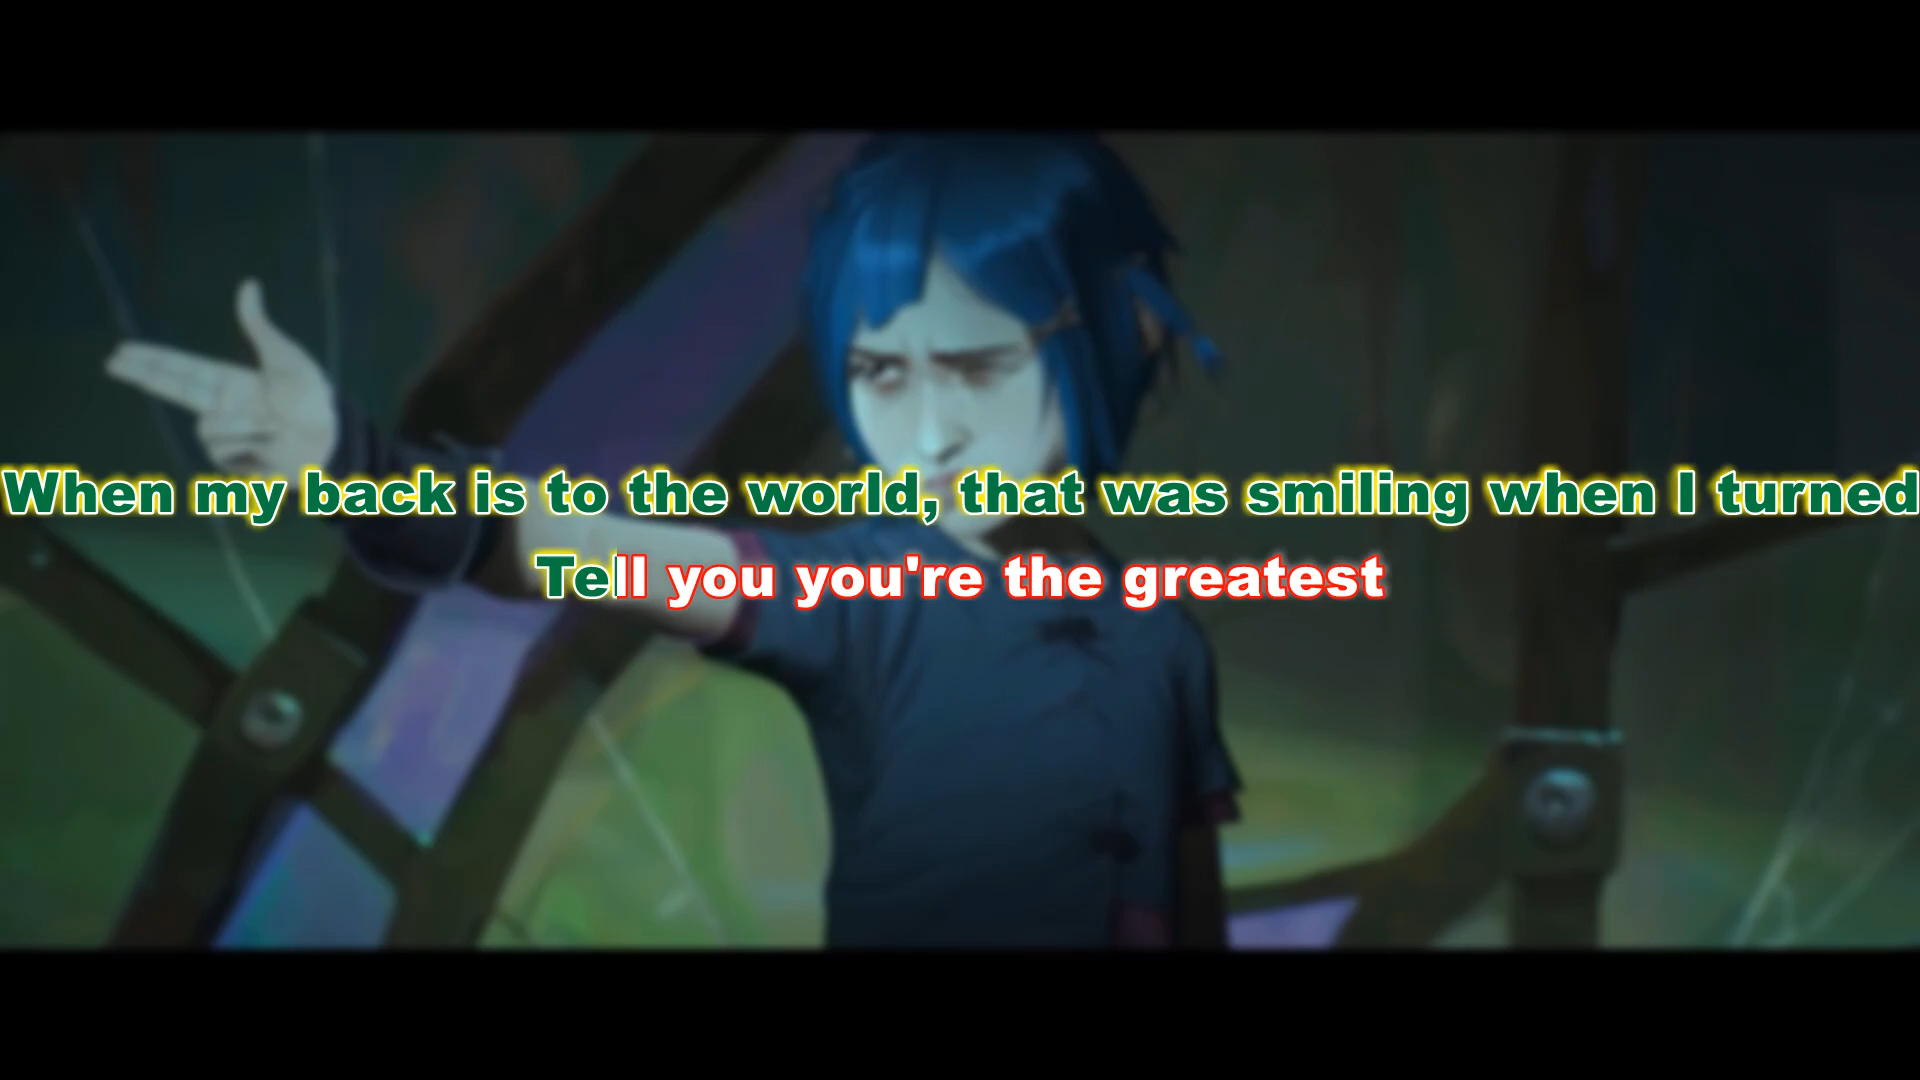 When my back is to the world, that was smiling when I turned
Tell you you're the greatest